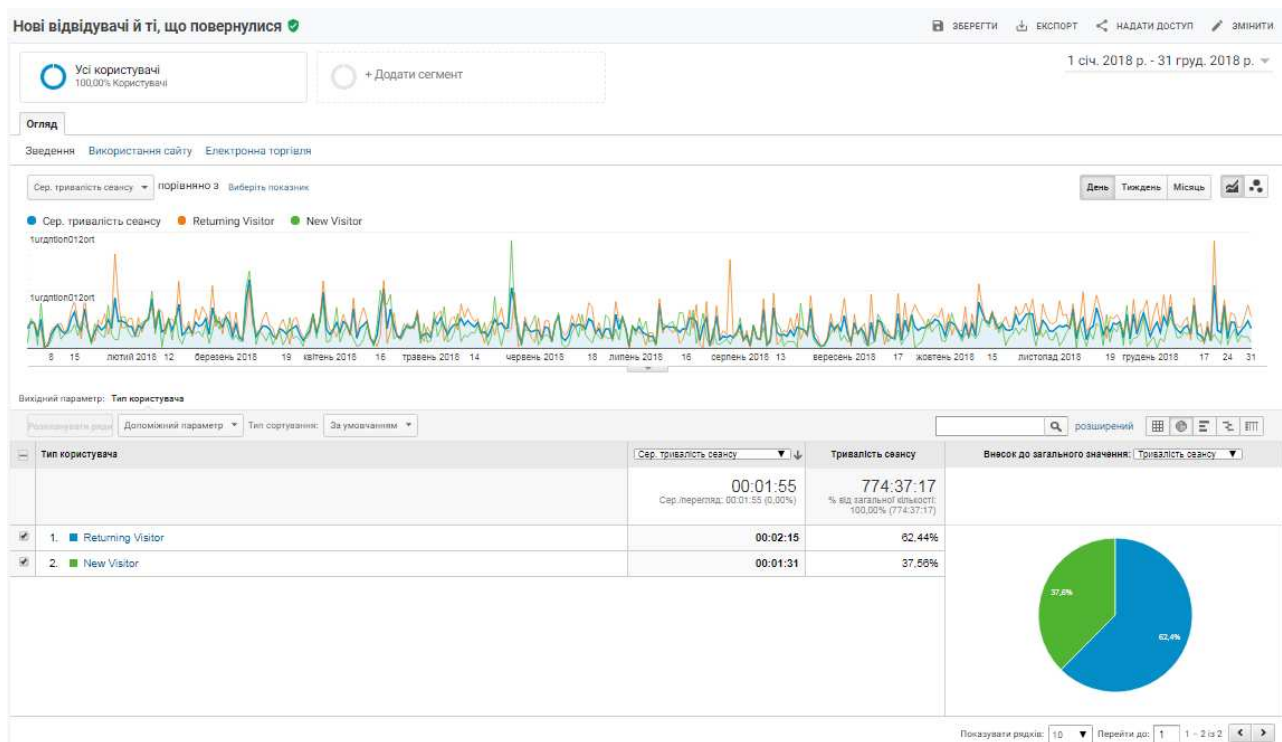 Нові відвідувачі й ті, що повернулися
ЗБЕРЕГТИ ЕКСПОРТ НАДАТИ ДОСТУП ЗМІНИТИ
1 січ. 2018 р. - 31 груд. 2018 р.
Усі користувачі
100,00% Користувачі
+ Додати сегмент
Огляд
Зведення Використання сайту Електронна торгівля
Сер. тривалість сеансу порівняно з Виберіть показник
День Тиждень Місяць
Сер. тривалість сеансу Returning Visitor New Visitor
8 15 лютий 2018 12 березень 2018 19 квітень 2018 16 травень 2018 14 червень 2018 18 липень 2018 16 серпень 2018 13 вересень 2018 17 жовтень 2018 15 листопад 2018 19 грудень 2018 17 24 31
Вихідний параметр: Тип користувача
Допоміжний параметр Тип сортування: За умовчанням
розширений
Тип користувача Сер. тривалість сеансу Тривалість сеансу Внесок до загального значення: Тривалість сеансу
00:01:55 774:37:17
Сер./перегляд: 00:01:55 (0,00%) % від загальної кількості:
100,00% (774:37:17)
1. Returning Visitor 00:02:15 62,44%
2. New Visitor 00:01:31 37,56%
37,6%
62,4%
Показувати рядків: 10 Перейти до: 1 1 - 2 із 2